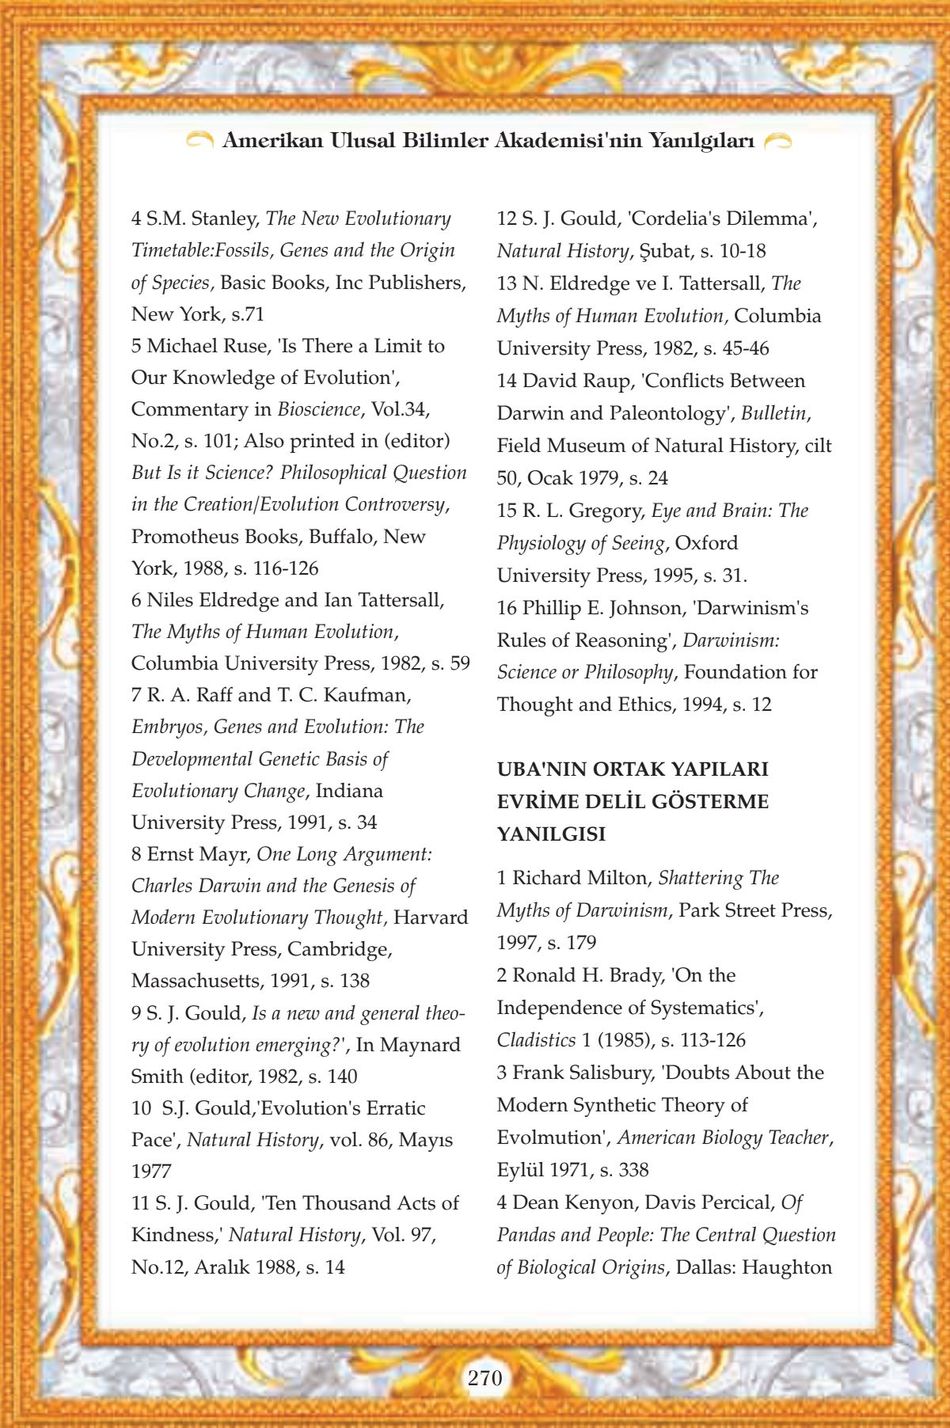 Amerikan Ulusal Bilimler Akademisi'nin Yanılgıları
4 S.M. Stanley, The New Evolutionary
Timetable:Fossils, Genes and the Origin
of Species, Basic Books, Inc Publishers,
New York, s.71
5 Michael Ruse, 'Is There a Limit to
Our Knowledge of Evolution',
Commentary in Bioscience, Vol.34,
No.2, s. 101; Also printed in (editor)
But Is it Science? Philosophical Question
in the Creation/Evolution Controversy,
Promotheus Books, Buffalo, New
York, 1988, s. 116-126
6 Niles Eldredge and Ian Tattersall,
The Myths of Human Evolution,
Columbia University Press, 1982, s. 59
7 R. A. Raff and T. C. Kaufman,
Embryos, Genes and Evolution: The
Developmental Genetic Basis of
Evolutionary Change, Indiana
University Press, 1991, s. 34
8 Ernst Mayr, One Long Argument:
Charles Darwin and the Genesis of
Modern Evolutionary Thought, Harvard
University Press, Cambridge,
Massachusetts, 1991, s. 138
9 S. J. Gould, Is a new and general theo-
ry of evolution emerging?', In Maynard
Smith (editor, 1982, s. 140
10  S.J. Gould,'Evolution's Erratic
Pace', Natural History, vol. 86, Mayıs
1977
11 S. J. Gould, 'Ten Thousand Acts of
Kindness,' Natural History, Vol. 97,
No.12, Aralık 1988, s. 14
12 S. J. Gould, 'Cordelia's Dilemma',
Natural History, Şubat, s. 10-18
13 N. Eldredge ve I. Tattersall, The
Myths of Human Evolution, Columbia
University Press, 1982, s. 45-46
14 David Raup, 'Conflicts Between
Darwin and Paleontology', Bulletin,
Field Museum of Natural History, cilt
50, Ocak 1979, s. 24
15 R. L. Gregory, Eye and Brain: The
Physiology of Seeing, Oxford
University Press, 1995, s. 31.
16 Phillip E. Johnson, 'Darwinism's
Rules of Reasoning', Darwinism:
Science or Philosophy, Foundation for
Thought and Ethics, 1994, s. 12
UBA'NIN ORTAK YAPILARI
EVRİME DELİL GÖSTERME
YANILGISI
1 Richard Milton, Shattering The
Myths of Darwinism, Park Street Press,
1997, s. 179
2 Ronald H. Brady, 'On the
Independence of Systematics',
Cladistics 1 (1985), s. 113-126
3 Frank Salisbury, 'Doubts About the
Modern Synthetic Theory of
Evolmution', American Biology Teacher,
Eylül 1971, s. 338
4 Dean Kenyon, Davis Percical, Of
Pandas and People: The Central Question
of Biological Origins, Dallas: Haughton
270